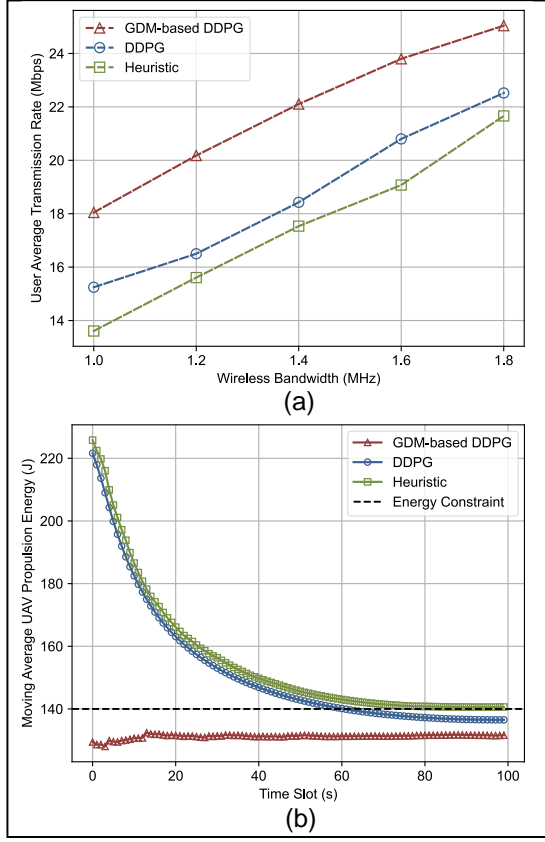 User Average Transmission Rate (Mbps)
24
22
20
18
16
14
GDM-based DDPG
DDPG
Heuristic
1.0 1.2 1.4 1.6 1.8
Wireless Bandwidth (MHz)
(a)
Moving Average UAV Propulsion Energy (J)
220
200
180
160
140
GDM-based DDPG
DDPG
Heuristic
Energy Constraint
0 20 40 60 80 100
Time Slot (s)
(b)